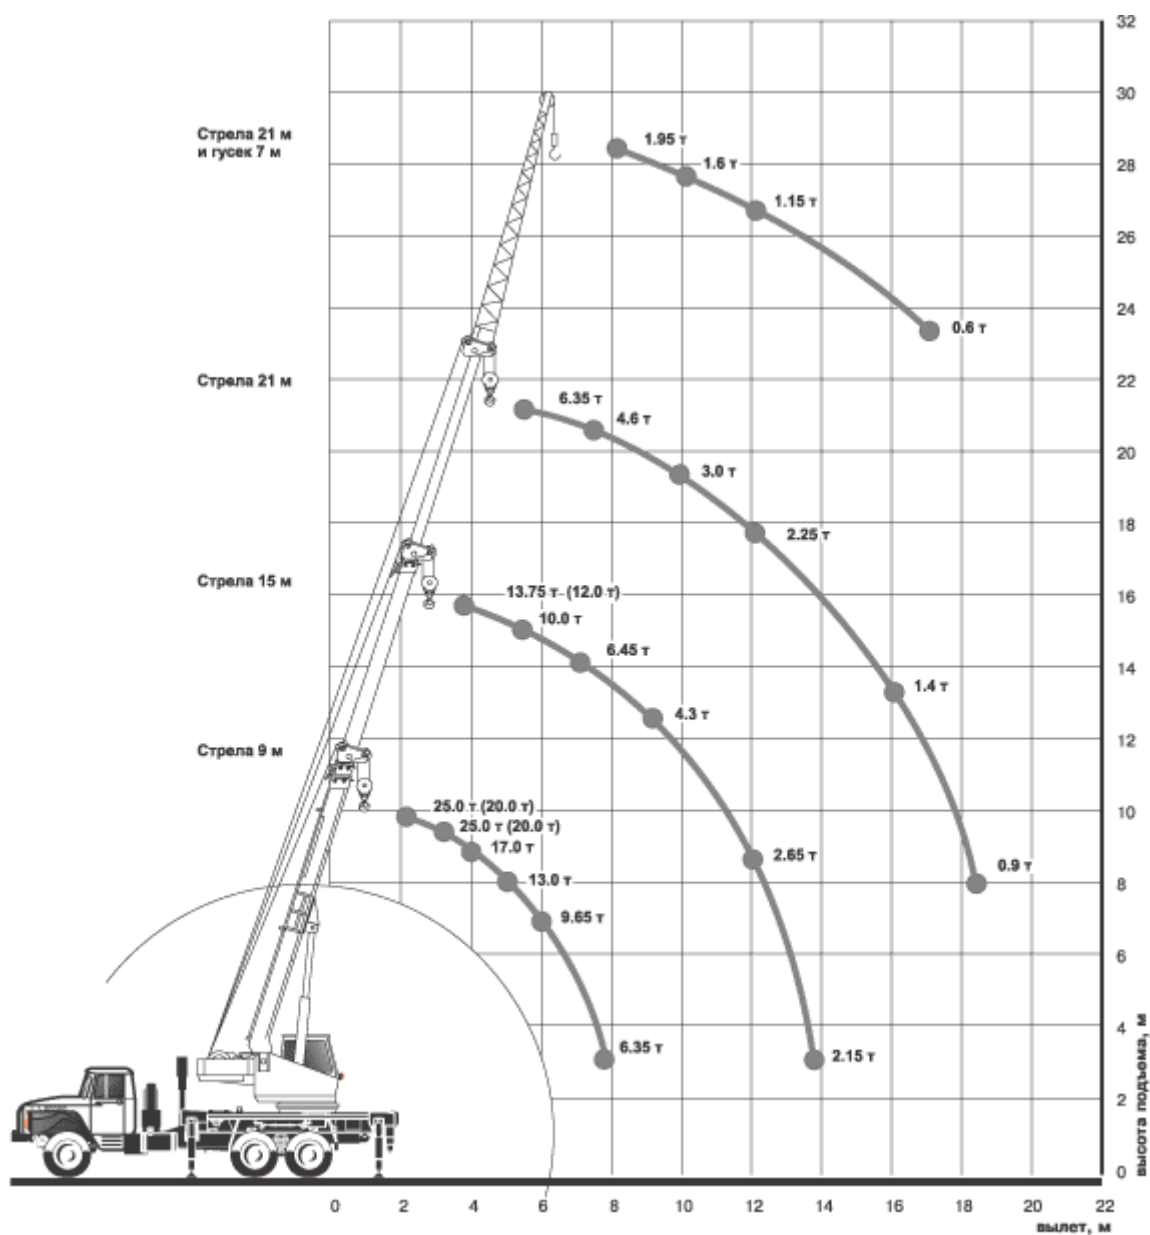 32
30
Стрела 21 м
и гусек 7 м
1.95 т
1.6 т
28
1.15 т
26
24
0.6 т
Стрела 21 м
22
6.35 т
4.6 т
20
3.0 т
18
2.25 т
Стрела 15 м
16
13.75 т (12.0 т)
10.0 т
6.45 т
14
1.4 т
4.3 т
12
Стрела 9 м
10
25.0 т (20.0 т)
25.0 т (20.0 т)
17.0 т
2.65 т
0.9 т
13.0 т
8
9.65 т
6
4
6.35 т
2.15 т
2
0
высота подъема, м
0 2 4 6 8 10 12 14 16 18 20 22
вылет, м